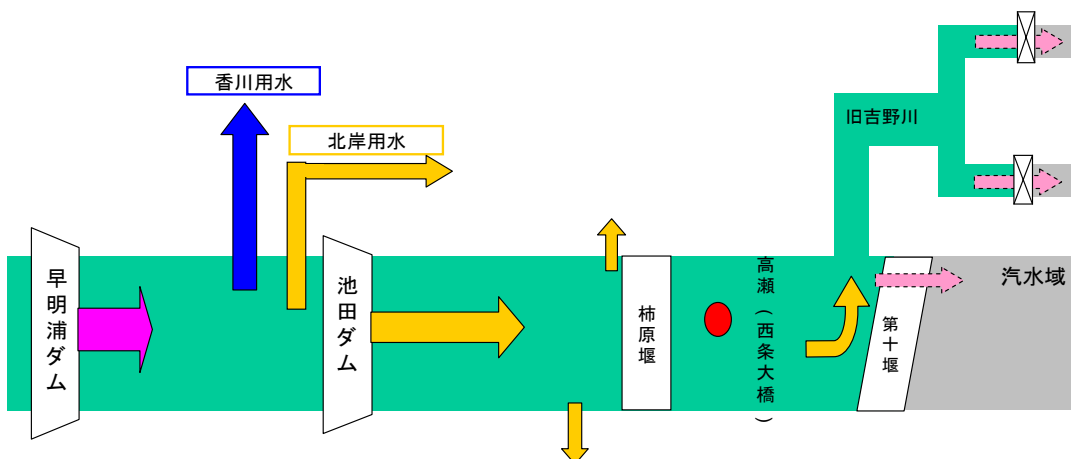 香川用水
北岸用水
旧吉野川
早明浦ダム
池田ダム
柿原堰
高瀬(西条大橋)
第十堰
汽水域